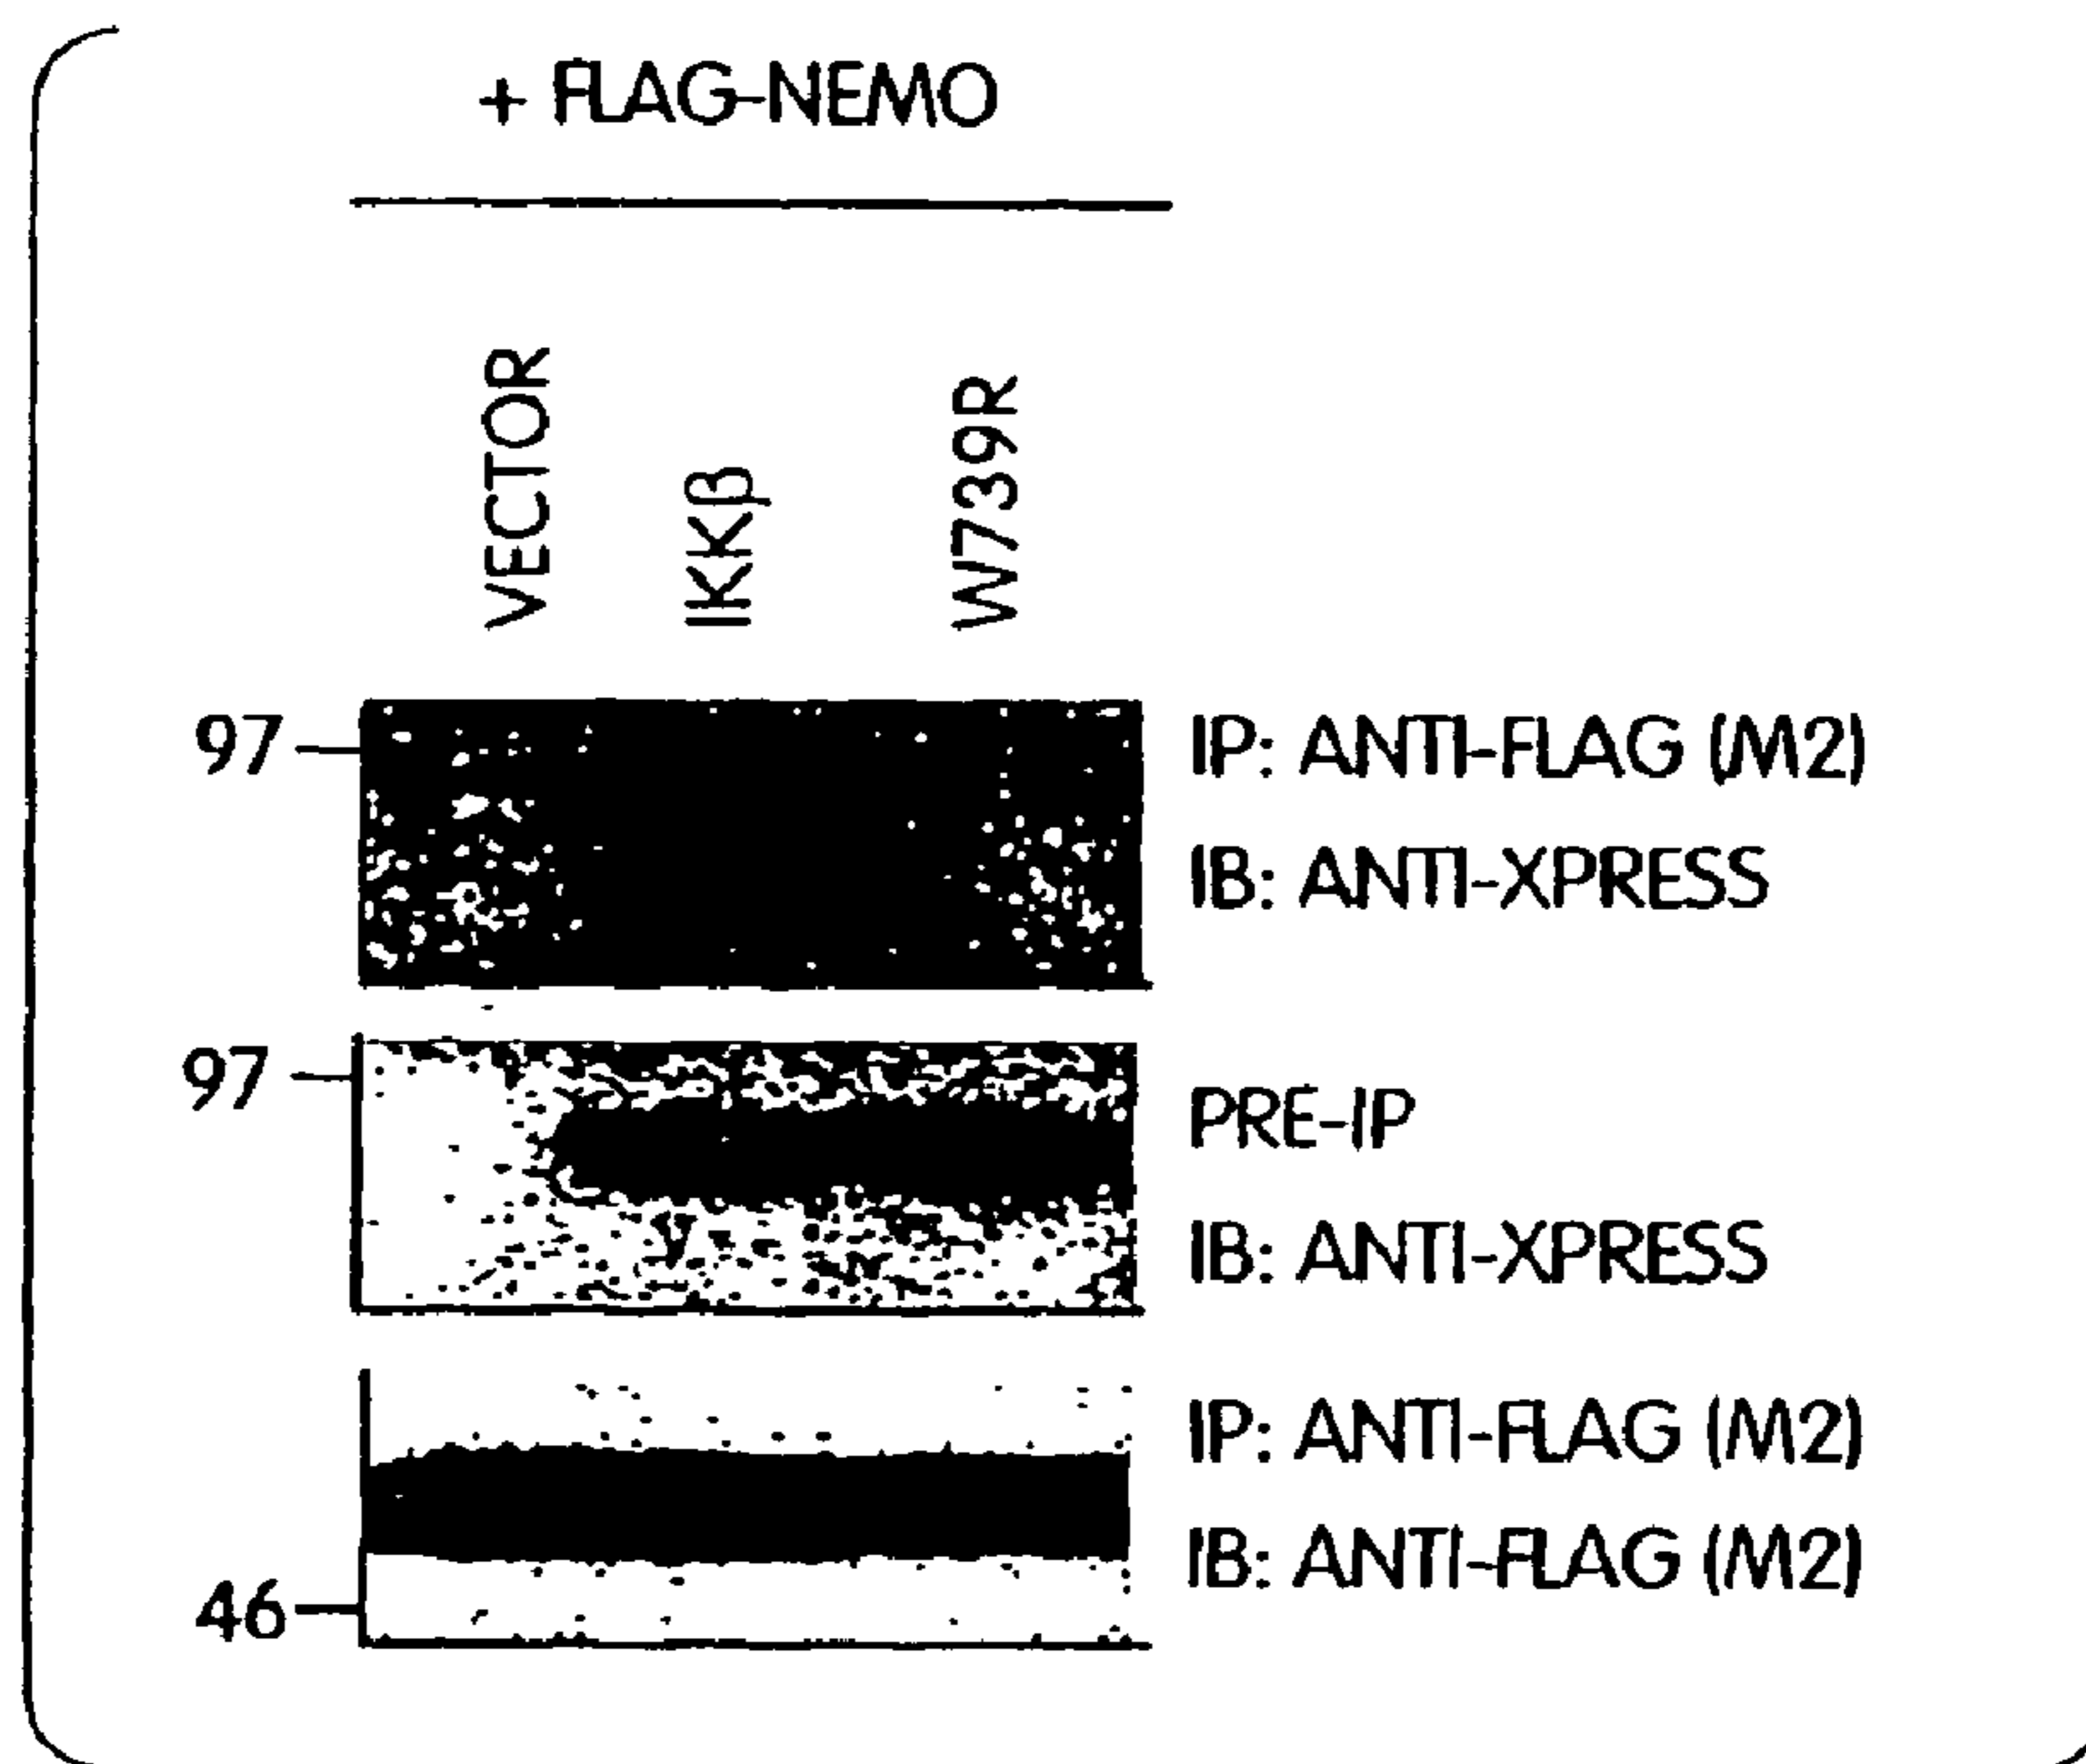 + FLAG-NEMO
VECTOR
IKKβ
W739R
97
IP: ANTI-FLAG (M2)
IB: ANTI-XPRESS
97
PRE-IP
IB: ANTI-XPRESS
IP: ANTI-FLAG (M2)
IB: ANTI-FLAG (M2)
46